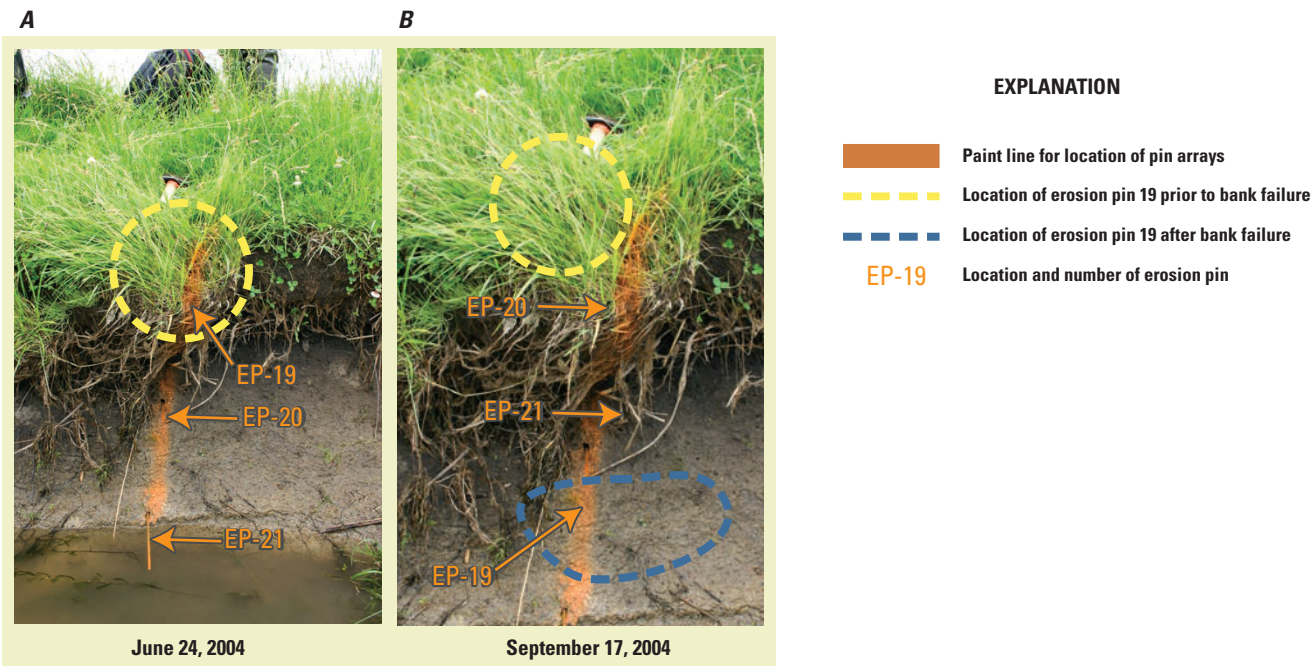 A
B
EP-19
EP-20
EP-21
June 24, 2004
EP-20
EP-21
EP-19
September 17, 2004
EXPLANATION
Paint line for location of pin arrays
Location of erosion pin 19 prior to bank failure
Location of erosion pin 19 after bank failure
EP-19 Location and number of erosion pin